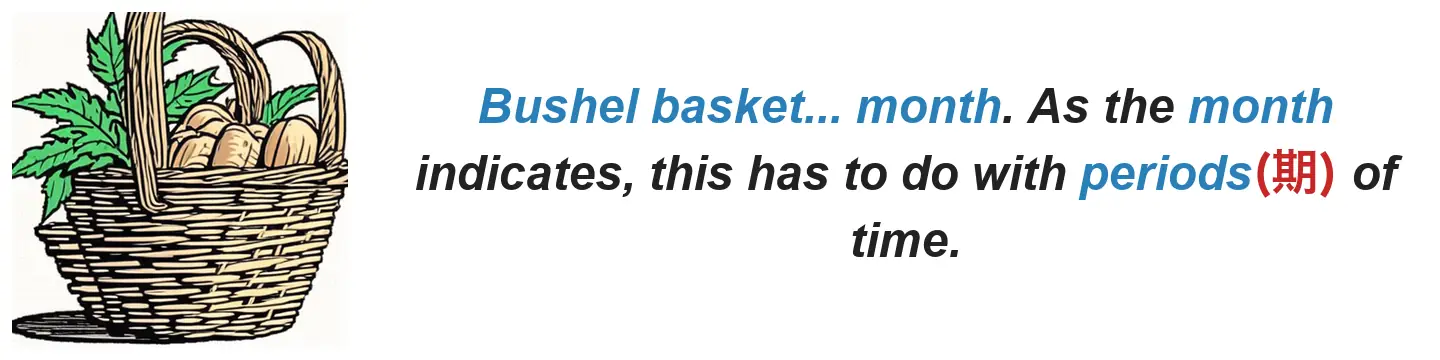 Bushel basket... month. As the month
indicates, this has to do with periods(期) of
time.